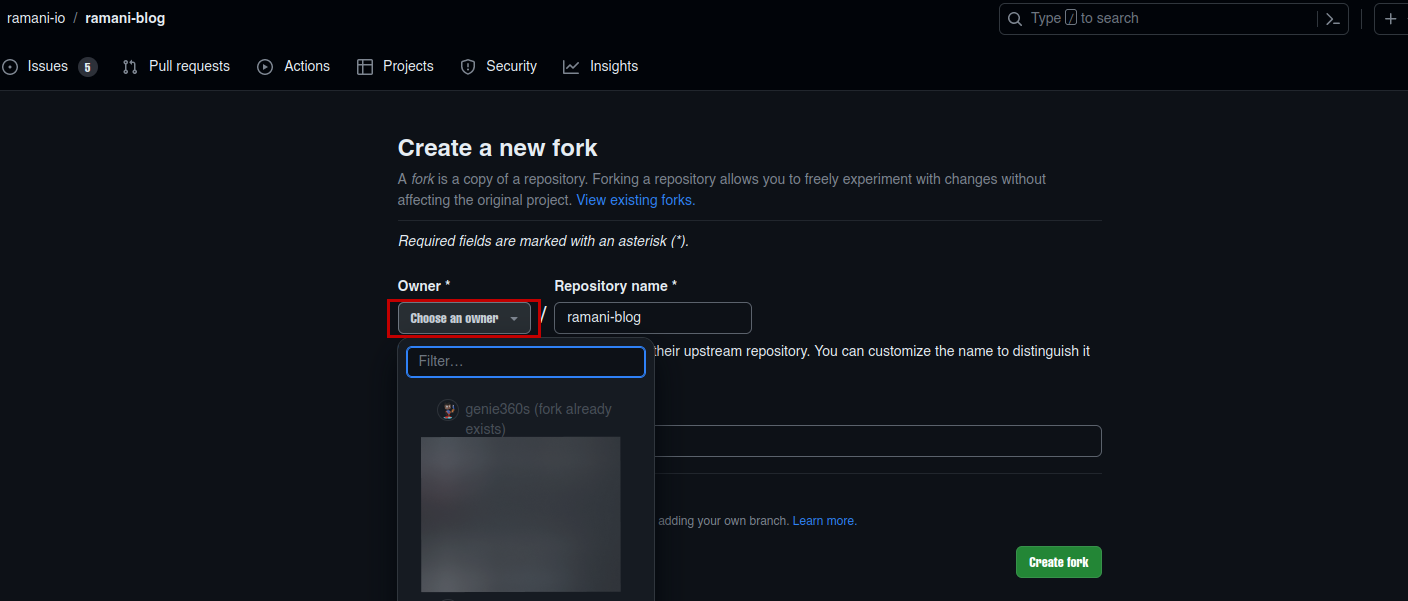 ramani-io / ramani-blog
Type / to search
Issues 5 Pull requests Actions Projects Security Insights
Create a new fork
A fork is a copy of a repository. Forking a repository allows you to freely experiment with changes without
affecting the original project. View existing forks.
Required fields are marked with an asterisk (*).
Owner * Repository name *
Choose an owner / ramani-blog
their upstream repository. You can customize the name to distinguish it
Filter…
genie360s (fork already
exists)
adding your own branch. Learn more.
Create fork